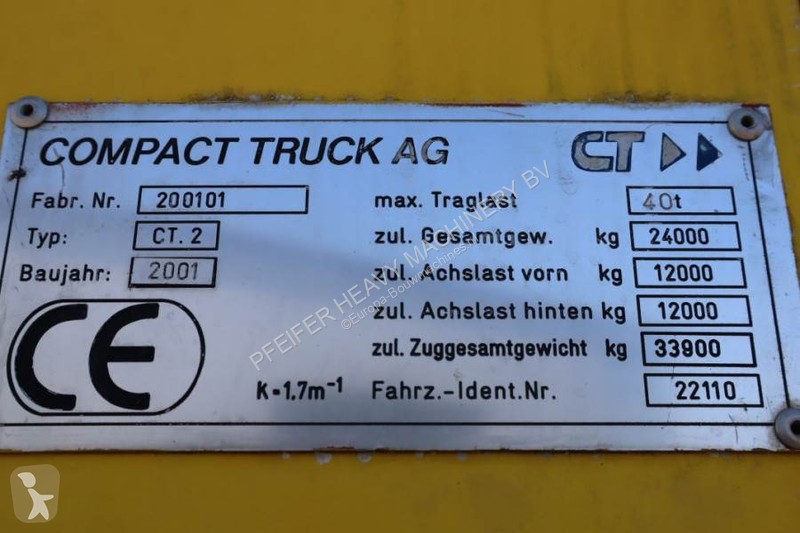 COMPACT TRUCK AG CT
Fabr. Nr. 200101 max. Traglast 40t
Typ: CT. 2 zul. Gesamtgew. kg 24000
Baujahr: 2001 zul. Achslast vorn kg 12000
zul. Achslast hinten kg 12000
CE zul. Zuggesamtgewicht kg 33900
K=1,7m⁻¹ Fahrz.-Ident.Nr. 22110
PFEIFER HEAVY MACHINERY BV
©Europa-Bouwmachines